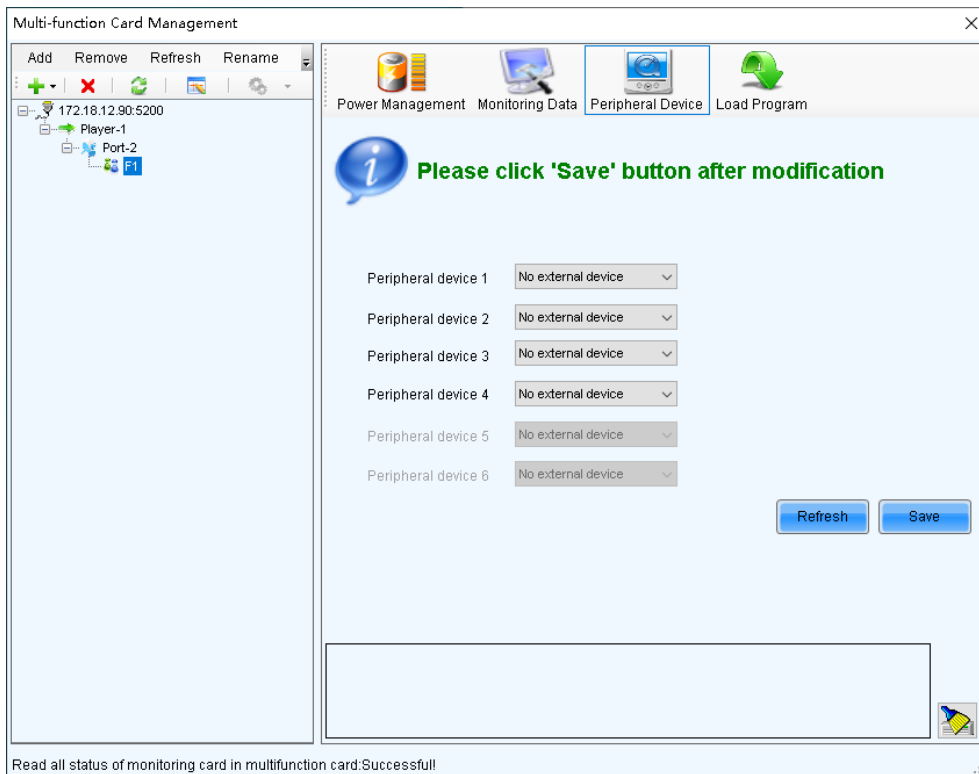 Multi-function Card Management
Add Remove Refresh Rename
172.18.12.90:5200
Player-1
Port-2
F1
Power Management Monitoring Data Peripheral Device Load Program
Please click 'Save' button after modification
Peripheral device 1 No external device
Peripheral device 2 No external device
Peripheral device 3 No external device
Peripheral device 4 No external device
Peripheral device 5 No external device
Peripheral device 6 No external device
Refresh Save
Read all status of monitoring card in multifunction card:Successful!